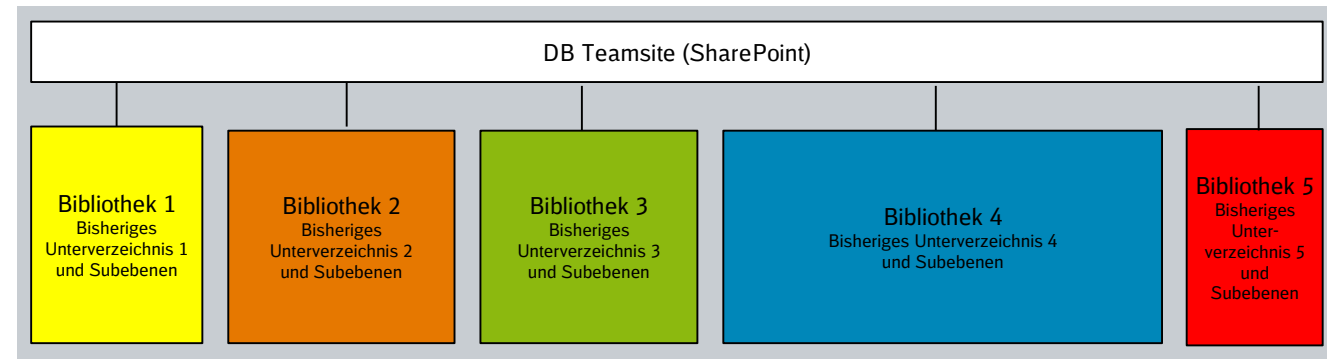 DB Teamsite (SharePoint)
Bibliothek 1
Bisheriges
Unterverzeichnis 1
und Subebenen
Bibliothek 2
Bisheriges
Unterverzeichnis 2
und Subebenen
Bibliothek 3
Bisheriges
Unterverzeichnis 3
und Subebenen
Bibliothek 4
Bisheriges Unterverzeichnis 4
und Subebenen
Bibliothek 5
Bisheriges
Unter-
verzeichnis 5
und
Subebenen